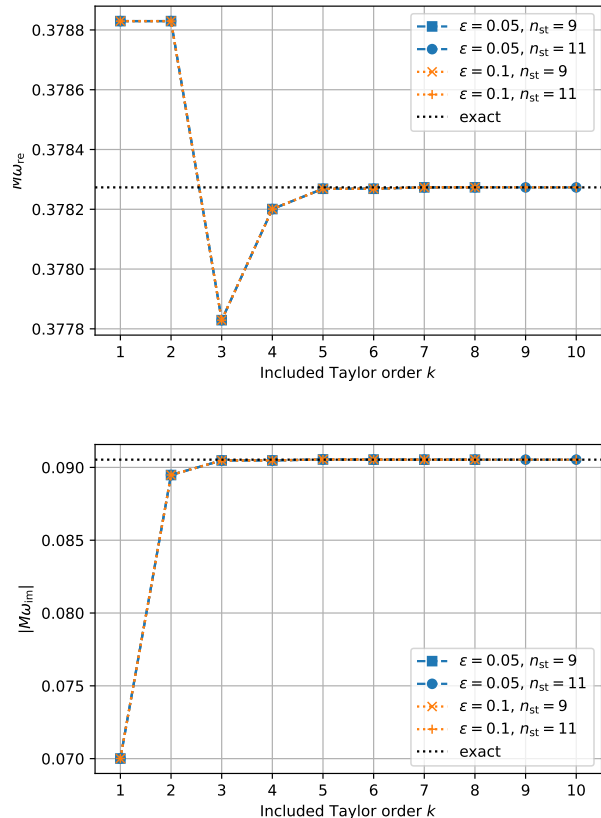 0.3788
0.3786
0.3784
0.3782
0.3780
0.3778
Mω_re
ε = 0.05, n_st = 9
ε = 0.05, n_st = 11
ε = 0.1, n_st = 9
ε = 0.1, n_st = 11
exact
1 2 3 4 5 6 7 8 9 10
Included Taylor order k
0.090
0.085
0.080
0.075
0.070
|Mω_im|
ε = 0.05, n_st = 9
ε = 0.05, n_st = 11
ε = 0.1, n_st = 9
ε = 0.1, n_st = 11
exact
1 2 3 4 5 6 7 8 9 10
Included Taylor order k